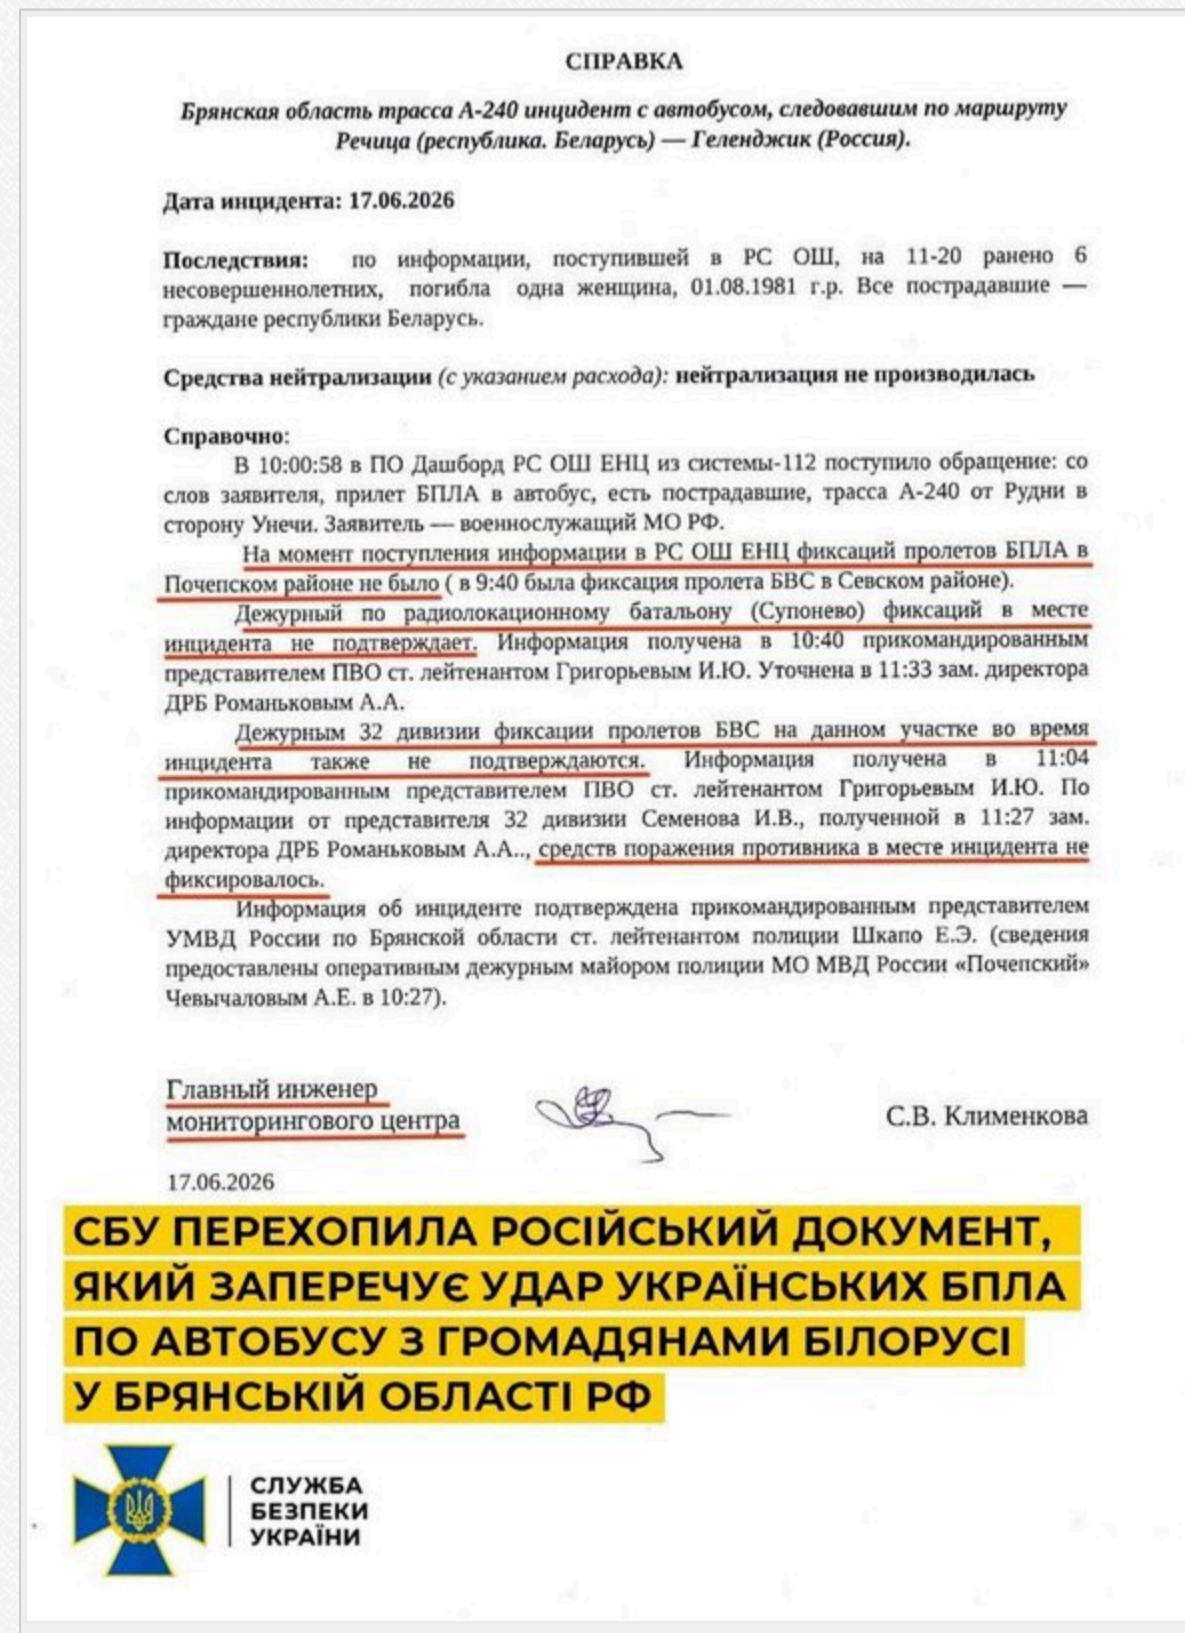 СПРАВКА
Брянская область трасса А-240 инцидент с автобусом, следовавшим по маршруту
Речица (республика. Беларусь) — Геленджик (Россия).
Дата инцидента: 17.06.2026
Последствия: по информации, поступившей в РС ОШ, на 11-20 ранено 6
несовершеннолетних, погибла одна женщина, 01.08.1981 г.р. Все пострадавшие —
граждане республики Беларусь.
Средства нейтрализации (с указанием расхода): нейтрализация не производилась
Справочно:
В 10:00:58 в ПО Дашборд РС ОШ ЕНЦ из системы-112 поступило обращение: со
слов заявителя, прилет БПЛА в автобус, есть пострадавшие, трасса А-240 от Рудни в
сторону Унечи. Заявитель — военнослужащий МО РФ.
На момент поступления информации в РС ОШ ЕНЦ фиксаций пролетов БПЛА в
Почепском районе не было ( в 9:40 была фиксация пролета БВС в Севском районе).
Дежурный по радиолокационному батальону (Супонево) фиксаций в месте
инцидента не подтверждает. Информация получена в 10:40 прикомандированным
представителем ПВО ст. лейтенантом Григорьевым И.Ю. Уточнена в 11:33 зам. директора
ДРБ Романьковым А.А.
Дежурным 32 дивизии фиксации пролетов БВС на данном участке во время
инцидента также не подтверждаются. Информация получена в 11:04
прикомандированным представителем ПВО ст. лейтенантом Григорьевым И.Ю. По
информации от представителя 32 дивизии Семенова И.В., полученной в 11:27 зам.
директора ДРБ Романьковым А.А.., средств поражения противника в месте инцидента не
фиксировалось.
Информация об инциденте подтверждена прикомандированным представителем
УМВД России по Брянской области ст. лейтенантом полиции Шкапо Е.Э. (сведения
предоставлены оперативным дежурным майором полиции МО МВД России «Почепский»
Чевычаловым А.Е. в 10:27).
Главный инженер
мониторингового центра
С.В. Клименкова
17.06.2026
СБУ ПЕРЕХОПИЛА РОСІЙСЬКИЙ ДОКУМЕНТ,
ЯКИЙ ЗАПЕРЕЧУЄ УДАР УКРАЇНСЬКИХ БПЛА
ПО АВТОБУСУ З ГРОМАДЯНАМИ БІЛОРУСІ
У БРЯНСЬКІЙ ОБЛАСТІ РФ
СЛУЖБА
БЕЗПЕКИ
УКРАЇНИ